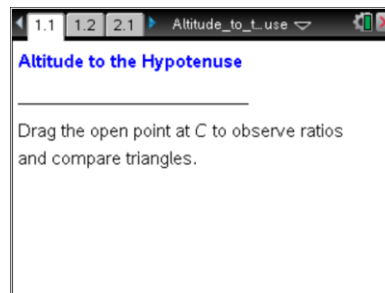 1.1 1.2 2.1 Altitude_to_t…use
Altitude to the Hypotenuse
Drag the open point at C to observe ratios
and compare triangles.